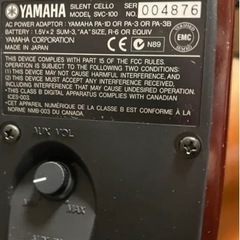 YAMAHA SILENT CELLO SER NO. 004876
MODEL SVC-100
AC POWER ADAPTOR : YAMAHA PA-D OR PA-3 OR PA-3B
BATTERY : 1.5V×2 SUM-3, "AA" SIZE, R-6 OR EQUIV
YAMAHA CORPORATION
MADE IN JAPAN
N89
EMC
THIS DEVICE COMPLIES WITH PART 15 OF THE FCC RULES.
OPERATION IS SUBJECT TO THE FOLLOWING TWO CONDITIONS:
(1) THIS DEVICE MAY NOT CAUSE HARMFUL INTERFERENCE, AND
(2) THIS DEVICE MUST ACCEPT ANY INTERFERENCE RECEIVED,
INCLUDING INTERFERENCE THAT MAY CAUSE UNDESIRED OPERATION.
•THIS CLASS B DIGITAL APPARATUS COMPLIES WITH CANADIAN
ICES-003.
•CET APPAREIL NUMÉRIQUE DE LA CLASSE B EST CONFORME À LA
NORME NMB-003 DU CANADA.
AUX VOL
MAX